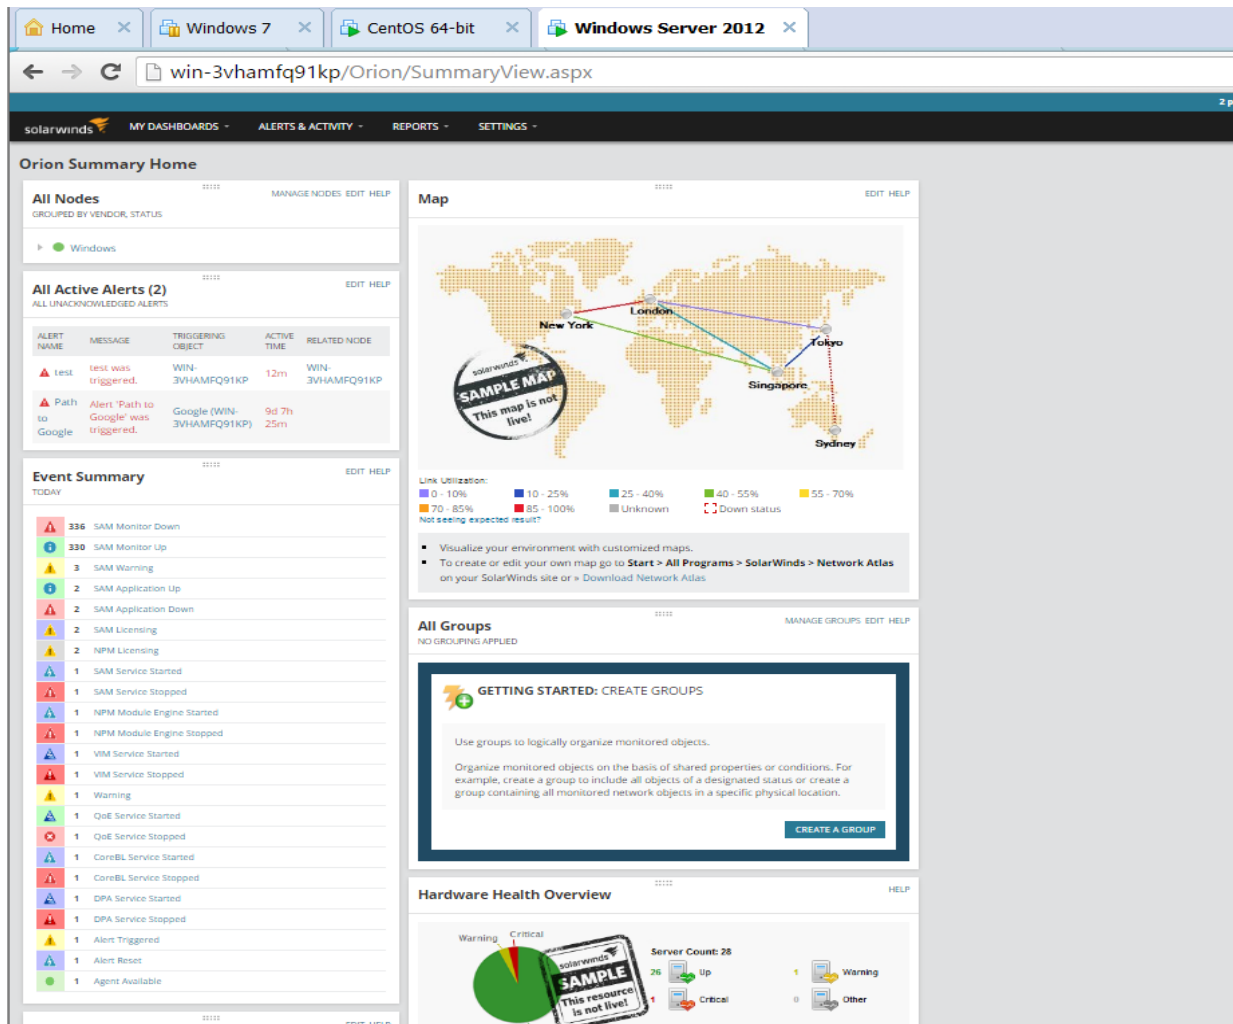 Home
Windows 7
CentOS 64-bit
Windows Server 2012
win-3vhamfq91kp/Orion/SummaryView.aspx
2 p
solarwinds
MY DASHBOARDS
ALERTS & ACTIVITY
REPORTS
SETTINGS
Orion Summary Home
All Nodes
MANAGE NODES EDIT HELP
GROUPED BY VENDOR, STATUS
Windows
All Active Alerts (2)
EDIT HELP
ALL UNACKNOWLEDGED ALERTS
ALERT NAME
MESSAGE
TRIGGERING OBJECT
ACTIVE TIME
RELATED NODE
test
test was triggered.
WIN-3VHAMFQ91KP
12m
WIN-3VHAMFQ91KP
Path to Google
Alert 'Path to Google' was triggered.
Google (WIN-3VHAMFQ91KP)
9d 7h 25m
Event Summary
EDIT HELP
TODAY
336 SAM Monitor Down
330 SAM Monitor Up
3 SAM Warning
2 SAM Application Up
2 SAM Application Down
2 SAM Licensing
2 NPM Licensing
1 SAM Service Started
1 SAM Service Stopped
1 NPM Module Engine Started
1 NPM Module Engine Stopped
1 VIM Service Started
1 VIM Service Stopped
1 Warning
1 QoE Service Started
1 QoE Service Stopped
1 CoreBL Service Started
1 CoreBL Service Stopped
1 DPA Service Started
1 DPA Service Stopped
1 Alert Triggered
1 Alert Reset
1 Agent Available
EDIT HELP
Map
EDIT HELP
New York
London
Tokyo
Singapore
Sydney
solarwinds
SAMPLE MAP
This map is not
live!
Link Utilization:
0 - 10%
10 - 25%
25 - 40%
40 - 55%
55 - 70%
70 - 85%
85 - 100%
Unknown
Down status
Not seeing expected result?
Visualize your environment with customized maps.
To create or edit your own map go to Start > All Programs > SolarWinds > Network Atlas
on your SolarWinds site or » Download Network Atlas
All Groups
MANAGE GROUPS EDIT HELP
NO GROUPING APPLIED
GETTING STARTED: CREATE GROUPS
Use groups to logically organize monitored objects.
Organize monitored objects on the basis of shared properties or conditions. For
example, create a group to include all objects of a designated status or create a
group containing all monitored network objects in a specific physical location.
CREATE A GROUP
Hardware Health Overview
HELP
Warning
Critical
solarwinds
SAMPLE
This resource
is not live!
Server Count: 28
26 Up
1 Warning
1 Critical
0 Other